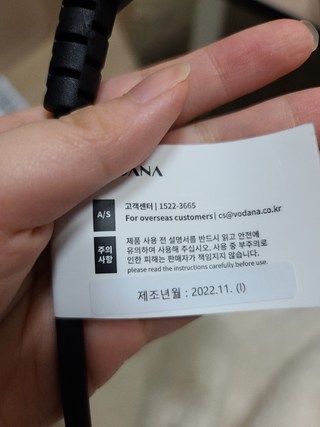 DANA
A/S
고객센터 | 1522-3665
For overseas customers | cs@vodana.co.kr
주의
사항
제품 사용 전 설명서를 반드시 읽고 안전에
유의하여 사용해 주십시오. 사용 중 부주의로
인한 피해는 판매자가 책임지지 않습니다.
please read the instructions carefully before use.
제조년월 : 2022.11. (I)